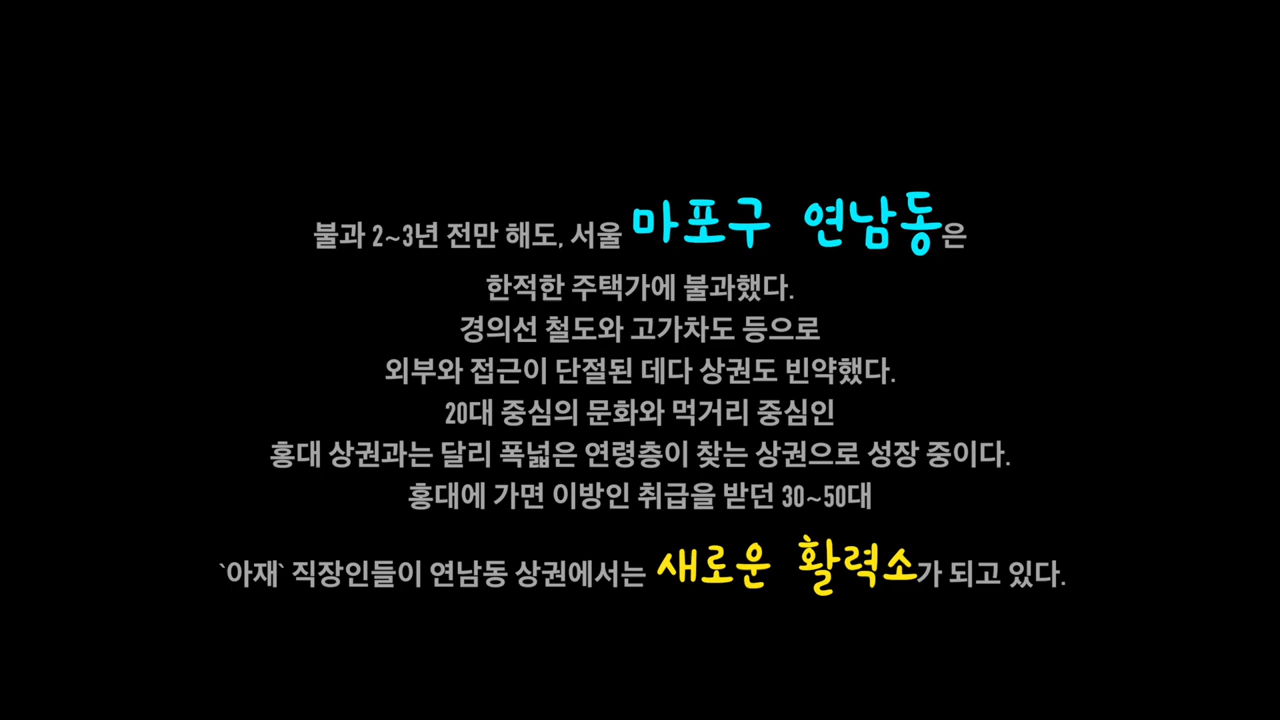 불과 2~3년 전만 해도, 서울 마포구 연남동은
한적한 주택가에 불과했다.
경의선 철도와 고가차도 등으로
외부와 접근이 단절된 데다 상권도 빈약했다.
20대 중심의 문화와 먹거리 중심인
홍대 상권과는 달리 폭넓은 연령층이 찾는 상권으로 성장 중이다.
홍대에 가면 이방인 취급을 받던 30~50대
`아재` 직장인들이 연남동 상권에서는 새로운 활력소가 되고 있다.